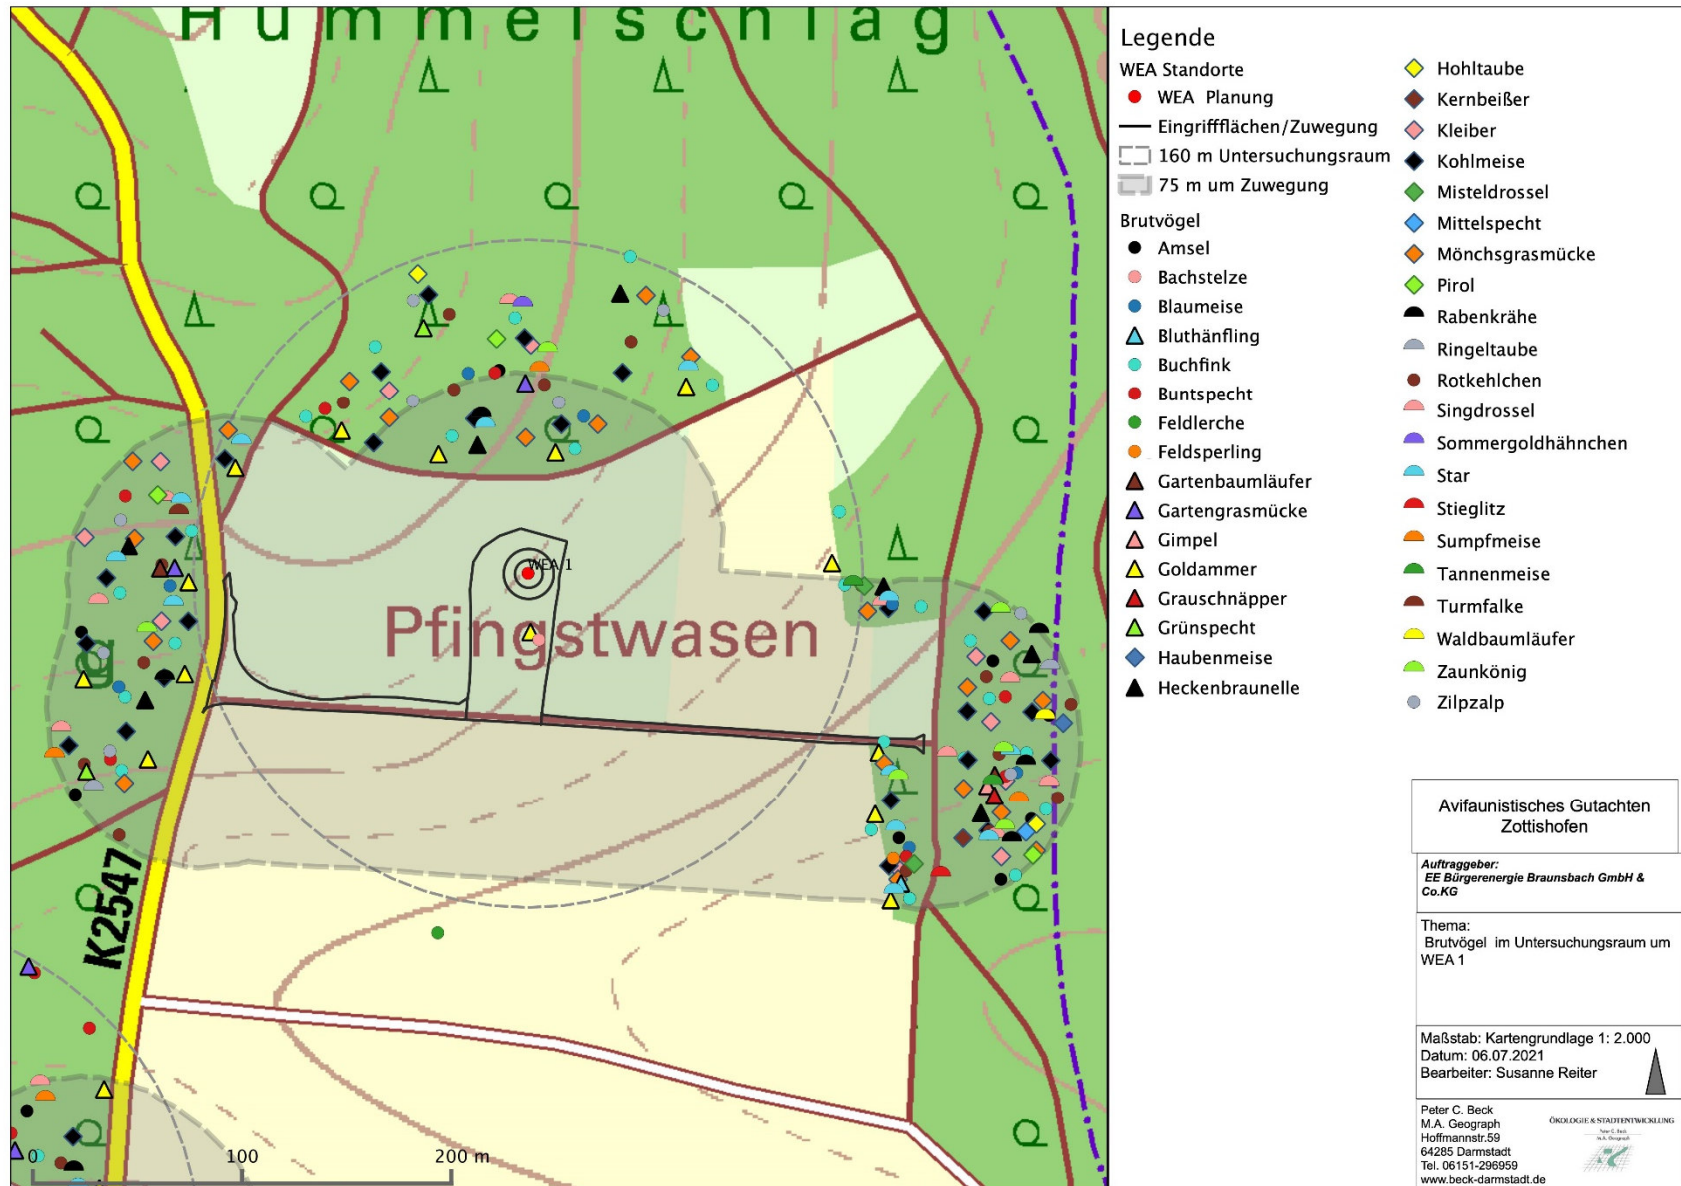 Hummelschlag
WEA 1
Pfingstwasen
g
K2547
0 100 200 m
Legende
WEA Standorte
WEA Planung
Eingriffflächen/Zuwegung
160 m Untersuchungsraum
75 m um Zuwegung
Brutvögel
Amsel
Bachstelze
Blaumeise
Bluthänfling
Buchfink
Buntspecht
Feldlerche
Feldsperling
Gartenbaumläufer
Gartengrasmücke
Gimpel
Goldammer
Grauschnäpper
Grünspecht
Haubenmeise
Heckenbraunelle
Hohltaube
Kernbeißer
Kleiber
Kohlmeise
Misteldrossel
Mittelspecht
Mönchsgrasmücke
Pirol
Rabenkrähe
Ringeltaube
Rotkehlchen
Singdrossel
Sommergoldhähnchen
Star
Stieglitz
Sumpfmeise
Tannenmeise
Turmfalke
Waldbaumläufer
Zaunkönig
Zilpzalp
Avifaunistisches Gutachten
Zottishofen
Auftraggeber:
EE Bürgerenergie Braunsbach GmbH &
Co.KG
Thema:
Brutvögel im Untersuchungsraum um
WEA 1
Maßstab: Kartengrundlage 1: 2.000
Datum: 06.07.2021
Bearbeiter: Susanne Reiter
Peter C. Beck
M.A. Geograph
Hoffmannstr.59
64285 Darmstadt
Tel. 06151-296959
www.beck-darmstadt.de
ÖKOLOGIE & STADTENTWICKLUNG
Peter C. Beck
M.A. Geograph